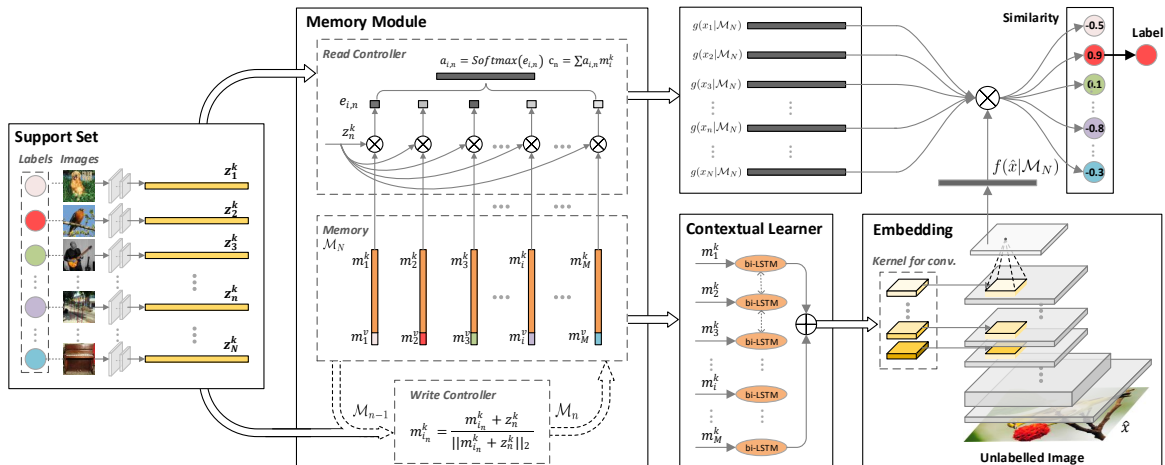 Support Set
Labels Images
z_1^k
z_2^k
z_3^k
z_n^k
z_N^k
Memory Module
Read Controller
a_{i,n} = Softmax(e_{i,n}) c_n = ∑a_{i,n}m_i^k
e_{i,n}
z_n^k
Memory
ℳ_N
m_1^k m_2^k m_3^k m_i^k m_M^k
m_1^v m_2^v m_3^v m_i^v m_M^v
ℳ_{n-1}
Write Controller
m_{i_n}^k = (m_{i_n}^k + z_n^k) / ||m_{i_n}^k + z_n^k||_2
ℳ_n
g(x_1|ℳ_N)
g(x_2|ℳ_N)
g(x_3|ℳ_N)
g(x_n|ℳ_N)
g(x_N|ℳ_N)
Similarity
-0.5
0.9
0.1
-0.8
-0.3
Label
f(x̂|ℳ_N)
Contextual Learner
m_1^k bi-LSTM
m_2^k bi-LSTM
m_3^k bi-LSTM
m_i^k bi-LSTM
m_M^k bi-LSTM
Embedding
Kernel for conv.
x̂
Unlabelled Image